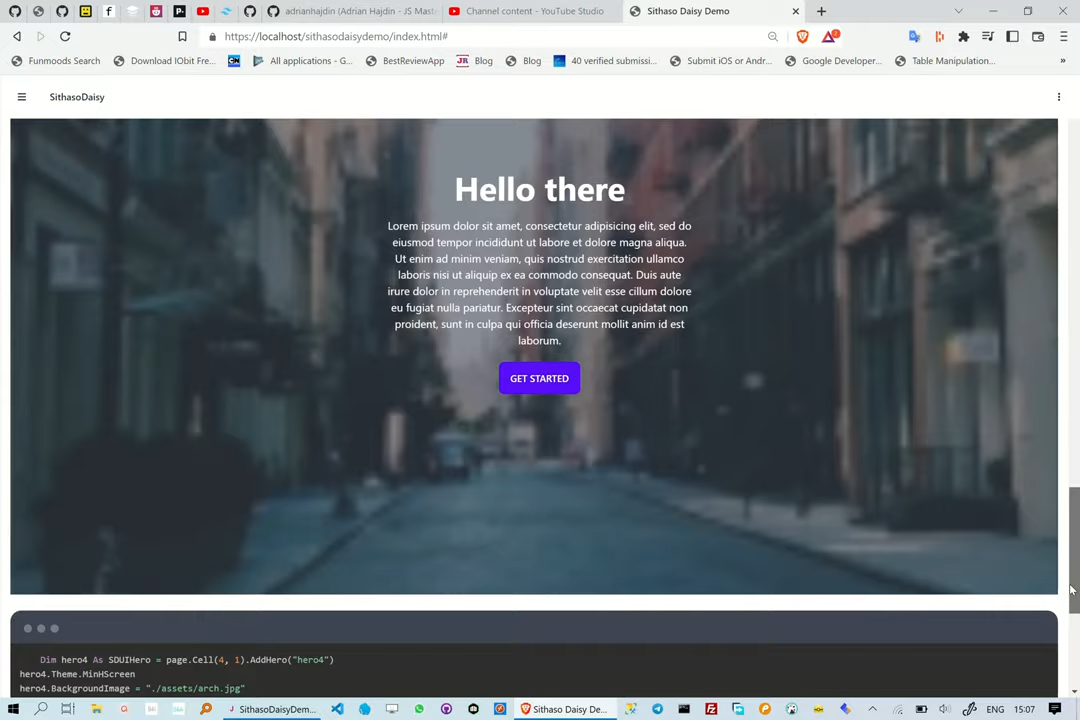 adrianhajdin (Adrian Hajdin - JS Mast
Channel content - YouTube Studio
Sithaso Daisy Demo
https://localhost/sithasodaisydemo/index.html#
Funmoods Search
Download IObit Fre...
All applications - G...
BestReviewApp
JR Blog
Blog
40 verified submissi...
Submit iOS or Andr...
Google Developer...
Table Manipulation...
SithasoDaisy
Hello there
Lorem ipsum dolor sit amet, consectetur adipisicing elit, sed do
eiusmod tempor incididunt ut labore et dolore magna aliqua.
Ut enim ad minim veniam, quis nostrud exercitation ullamco
laboris nisi ut aliquip ex ea commodo consequat. Duis aute
irure dolor in reprehenderit in voluptate velit esse cillum dolore
eu fugiat nulla pariatur. Excepteur sint occaecat cupidatat non
proident, sunt in culpa qui officia deserunt mollit anim id est
laborum.
GET STARTED
Dim hero4 As SDUIHero = page.Cell(4, 1).AddHero("hero4")
hero4.Theme.MinHScreen
hero4.BackgroundImage = "./assets/arch.jpg"
SithasoDaisyDem...
Sithaso Daisy De...
ENG
15:07